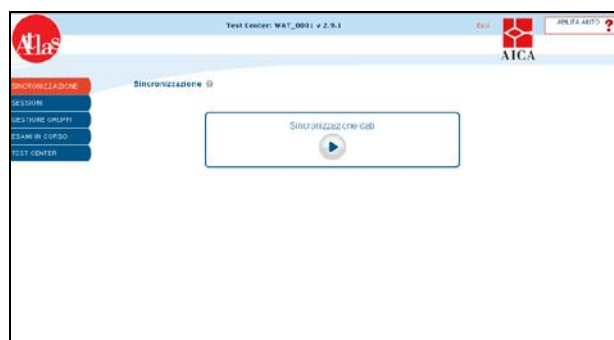 Test Center: WAT_0001 v 2.9.1
Esci
ABILITA AIUTO ?
Atlas
AICA
SINCRONIZZAZIONE
Sincronizzazione
SESSIONI
GESTIONE GRUPPI
ESAMI IN CORSO
TEST CENTER
Sincronizzazione dati